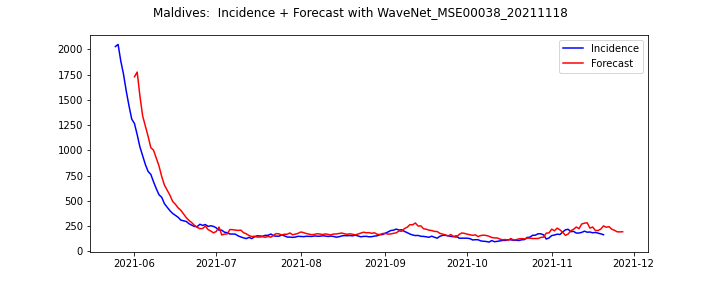 Maldives:  Incidence + Forecast with WaveNet_MSE00038_20211118
Incidence
Forecast
2000
1750
1500
1250
1000
750
500
250
0
2021-06 2021-07 2021-08 2021-09 2021-10 2021-11 2021-12